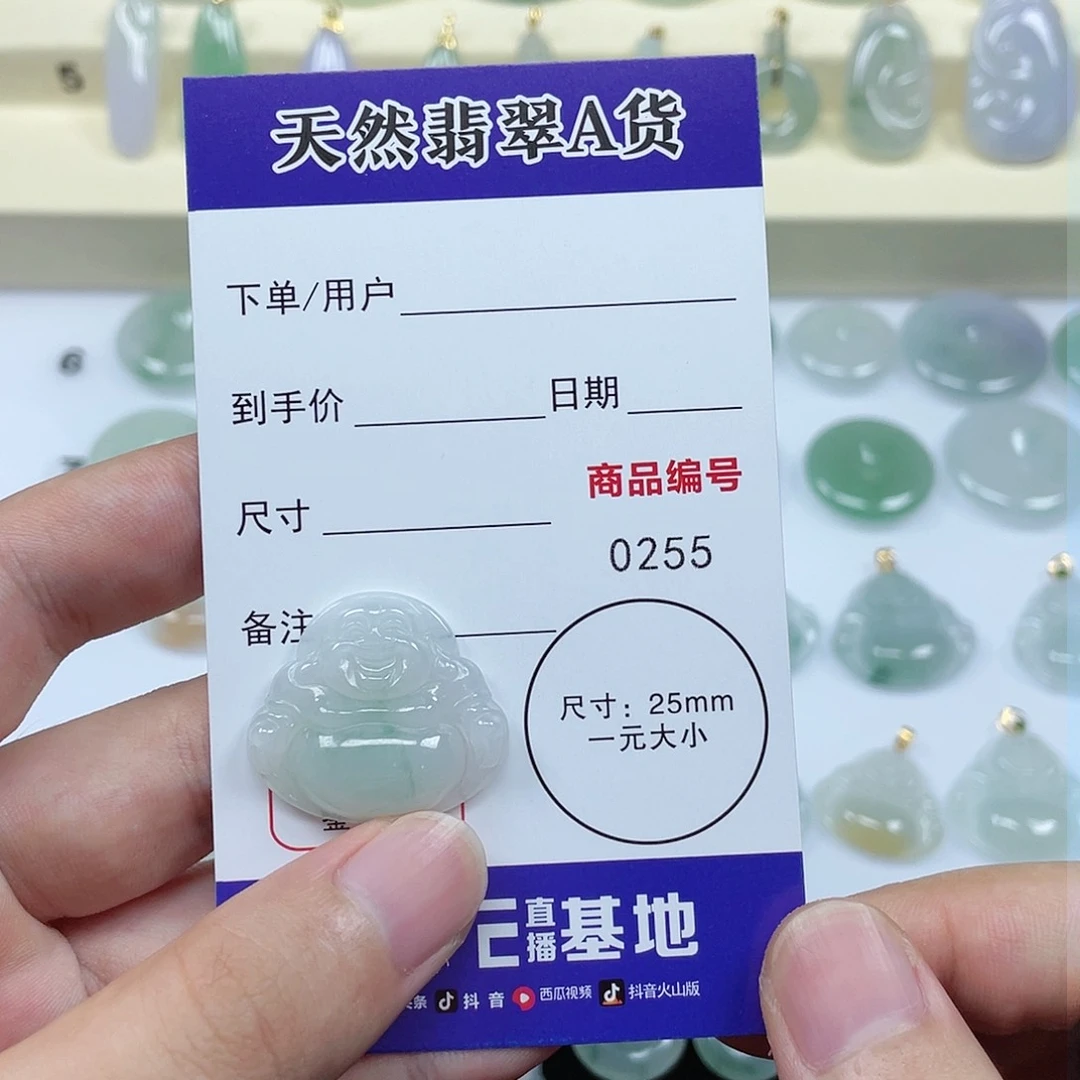 5
天然翡翠A货
下单/用户
6
到手价 日期
商品编号
尺寸
0255
备注
尺寸：25mm
一元大小
直播基地
抖音 西瓜视频 抖音火山版